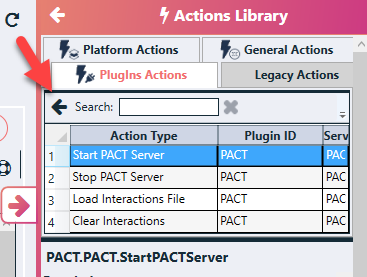 Actions Library
Platform Actions General Actions
PlugIns Actions Legacy Actions
Search:
Action Type Plugin ID Serv
1 Start PACT Server PACT PAC
2 Stop PACT Server PACT PAC
3 Load Interactions File PACT PAC
4 Clear Interactions PACT PAC
PACT.PACT.StartPACTServer